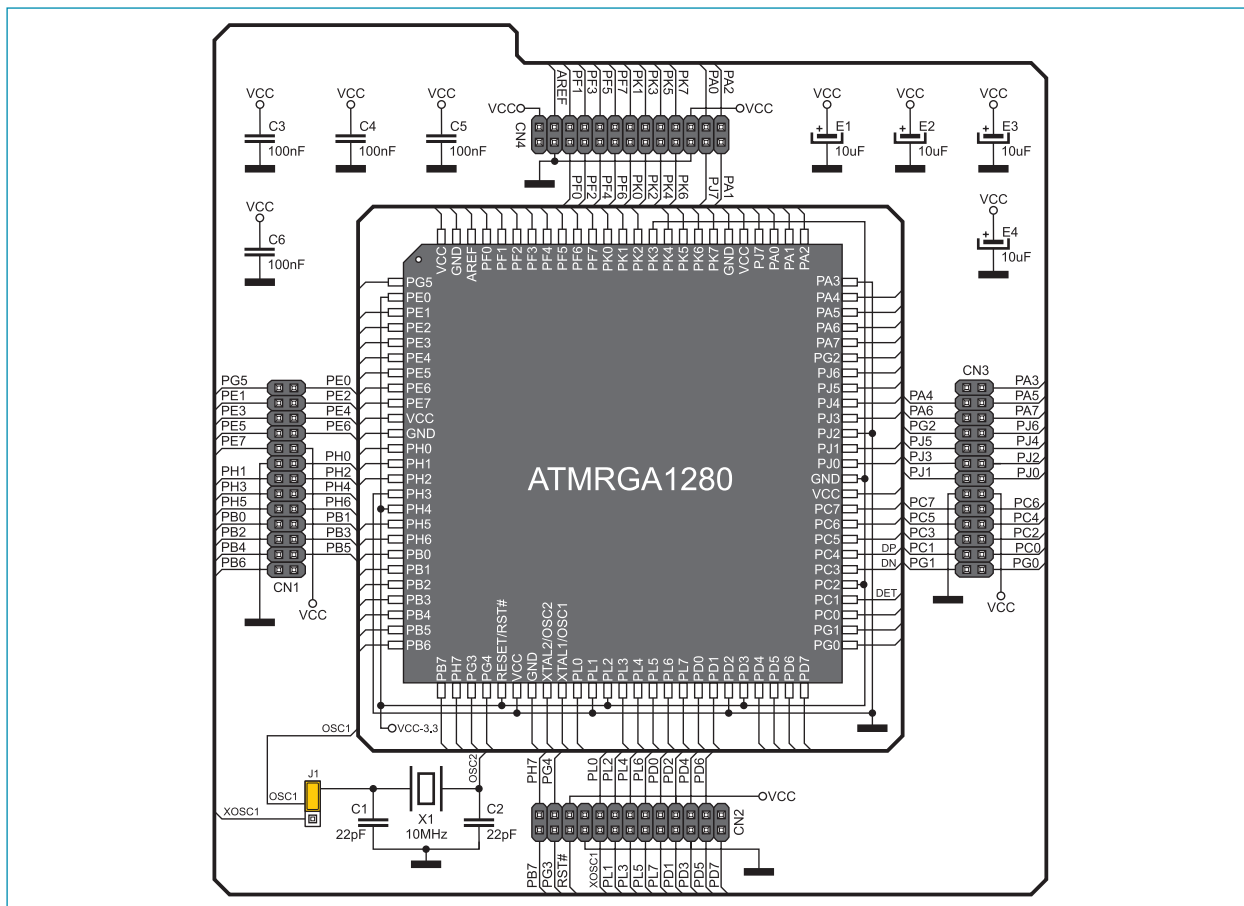 AREF PF1 PF3 PF5 PF7 PK1 PK3 PK5 PK7 PA0 PA2
VCC VCC VCC VCC VCC VCC VCC VCC
C3 C4 C5 CN4 E1 E2 E3
100nF 100nF 100nF 10uF 10uF 10uF
PF0 PF2 PF4 PF6 PK0 PK2 PK4 PK6 PJ7 PA1
VCC VCC
C6 E4
100nF 10uF
VCC GND AREF PF0 PF1 PF2 PF3 PF4 PF5 PF6 PF7 PK0 PK1 PK2 PK3 PK4 PK5 PK6 PK7 GND VCC PJ7 PA0 PA1 PA2
PG5 PA3
PE0 PA4
PE1 PA5
PE2 PA6
PE3 PA7
PE4 PG2
PE5 PJ6
PE6 PJ5
PE7 PJ4
VCC PJ3
GND PJ2
PH0 PJ1
PH1 PJ0
PH2 GND
PH3 VCC
PH4 PC7
PH5 PC6
PH6 PC5
PB0 PC4 DP
PB1 PC3 DN
PB2 PC2
PB3 PC1 DET
PB4 PC0
PB5 PG1
PB6 PG0
ATMRGA1280
PB7 PH7 PG3 PG4 RESET/RST# VCC GND XTAL2/OSC2 XTAL1/OSC1 PL0 PL1 PL2 PL3 PL4 PL5 PL6 PL7 PD0 PD1 PD2 PD3 PD4 PD5 PD6 PD7
PG5 PE0
PE1 PE2
PE3 PE4
PE5 PE6
PE7
PH0
PH1 PH2
PH3 PH4
PH5 PH6
PB0 PB1
PB2 PB3
PB4 PB5
PB6
CN1
VCC
CN3
PA3
PA4 PA5
PA6 PA7
PG2 PJ6
PJ5 PJ4
PJ3 PJ2
PJ1 PJ0
PC7 PC6
PC5 PC4
PC3 PC2
PC1 PC0
PG1 PG0
VCC
OSC1
VCC-3.3
J1
OSC1
XOSC1
C1
22pF
X1
10MHz
C2
22pF
OSC2
PH7 PG4 PL0 PL2 PL4 PL6 PD0 PD2 PD4 PD6
VCC
CN2
PB7 PG3 RST# XOSC1 PL1 PL3 PL5 PL7 PD1 PD3 PD5 PD7